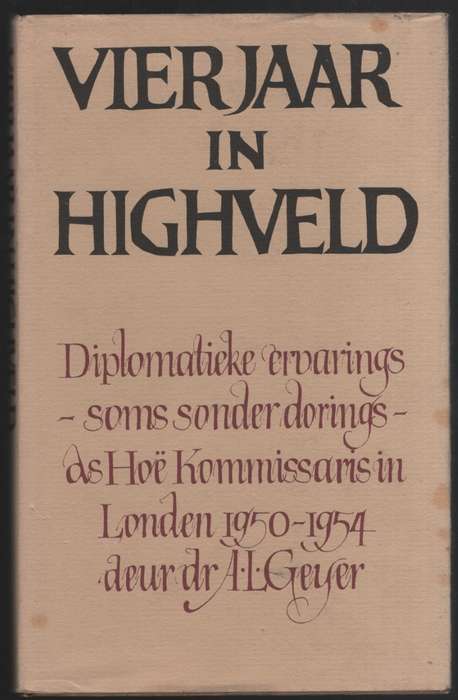 VIER JAAR
IN
HIGHVELD
Diplomatieke ervarings
- soms sonder dorings -
as Hoë Kommissaris in
Londen 1950-1954
deur dr A.L. Geyer